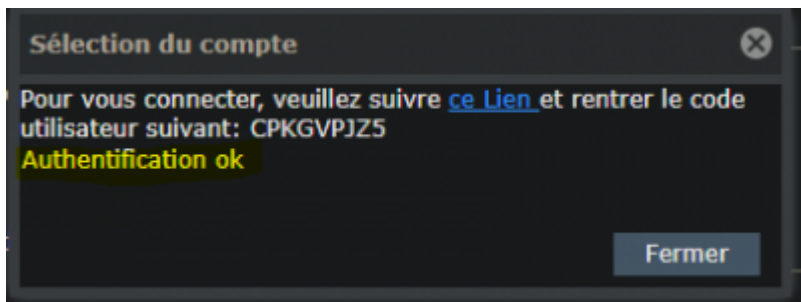 Sélection du compte
Pour vous connecter, veuillez suivre ce Lien et rentrer le code
utilisateur suivant: CPKGVPJZ5
Authentification ok
Fermer